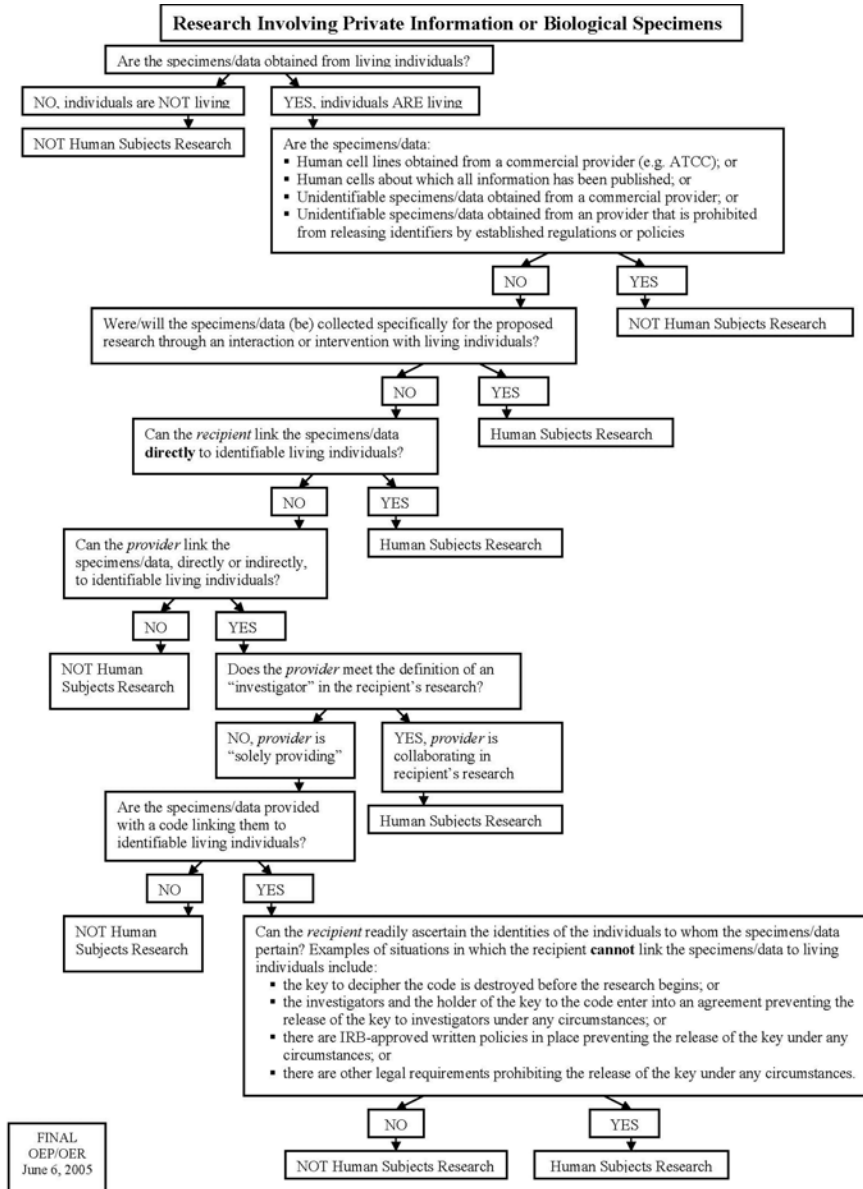 Research Involving Private Information or Biological Specimens
Are the specimens/data obtained from living individuals?
NO, individuals are NOT living
YES, individuals ARE living
NOT Human Subjects Research
Are the specimens/data:
▪ Human cell lines obtained from a commercial provider (e.g. ATCC); or
▪ Human cells about which all information has been published; or
▪ Unidentifiable specimens/data obtained from a commercial provider; or
▪ Unidentifiable specimens/data obtained from an provider that is prohibited
from releasing identifiers by established regulations or policies
NO
YES
Were/will the specimens/data (be) collected specifically for the proposed
research through an interaction or intervention with living individuals?
NOT Human Subjects Research
NO
YES
Can the recipient link the specimens/data
directly to identifiable living individuals?
Human Subjects Research
NO
YES
Can the provider link the
specimens/data, directly or indirectly,
to identifiable living individuals?
Human Subjects Research
NO
YES
NOT Human
Subjects Research
Does the provider meet the definition of an
“investigator” in the recipient’s research?
NO, provider is
“solely providing”
YES, provider is
collaborating in
recipient’s research
Are the specimens/data provided
with a code linking them to
identifiable living individuals?
Human Subjects Research
NO
YES
NOT Human
Subjects Research
Can the recipient readily ascertain the identities of the individuals to whom the specimens/data
pertain? Examples of situations in which the recipient cannot link the specimens/data to living
individuals include:
▪ the key to decipher the code is destroyed before the research begins; or
▪ the investigators and the holder of the key to the code enter into an agreement preventing the
release of the key to investigators under any circumstances; or
▪ there are IRB-approved written policies in place preventing the release of the key under any
circumstances; or
▪ there are other legal requirements prohibiting the release of the key under any circumstances.
NO
YES
NOT Human Subjects Research
Human Subjects Research
FINAL
OEP/OER
June 6, 2005